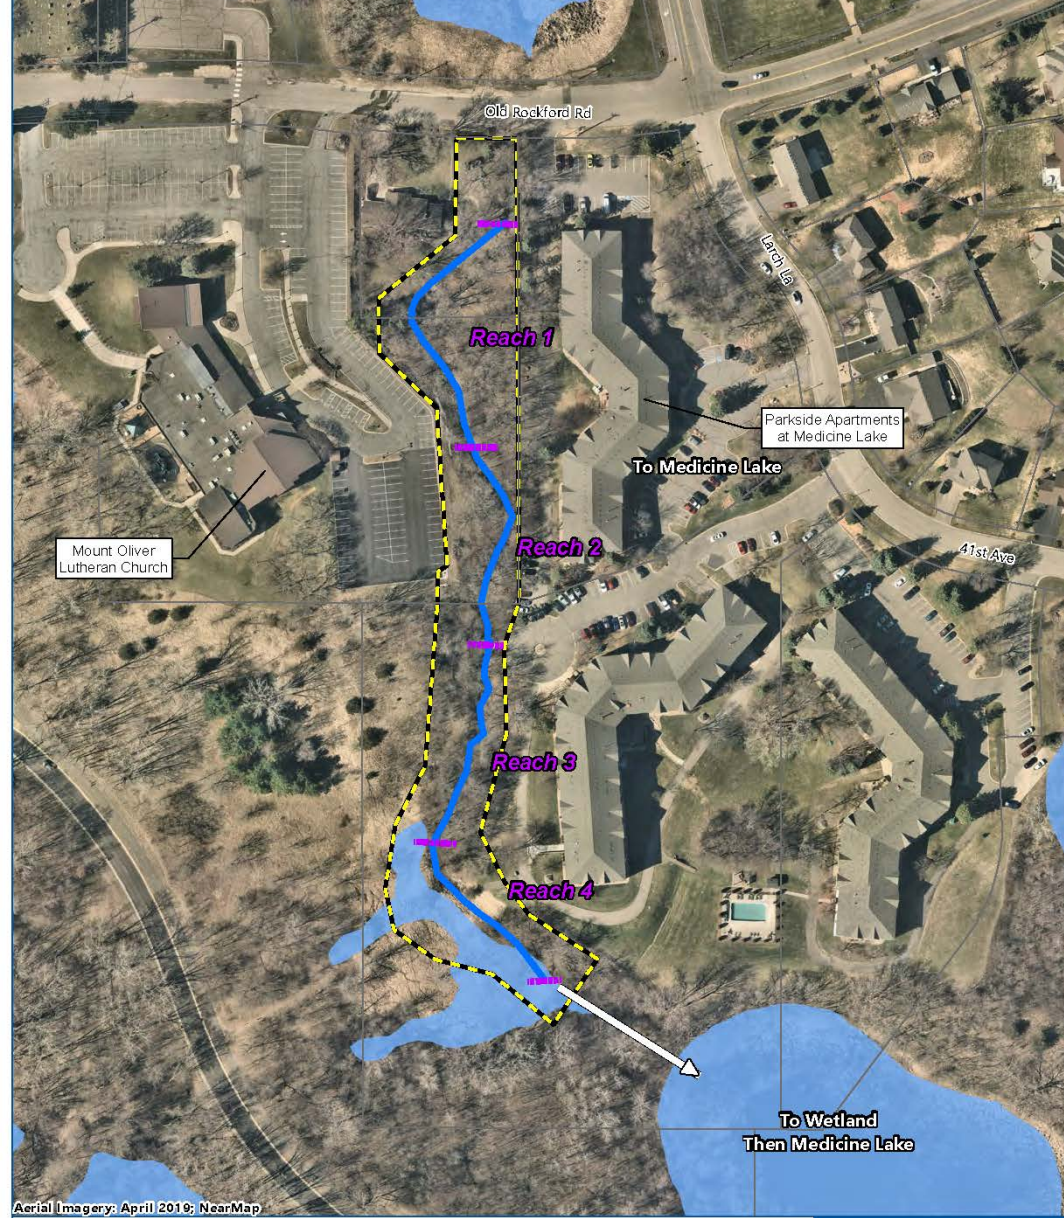 Old Rockford Rd
Larch La
Reach 1
Parkside Apartments
at Medicine Lake
To Medicine Lake
Mount Oliver
Lutheran Church
Reach 2
41st Ave
Reach 3
Reach 4
To Wetland
Then Medicine Lake
Aerial Imagery: April 2019; NearMap